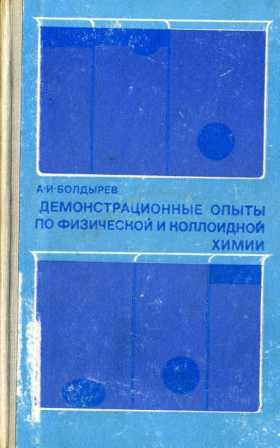 А·И·БОЛДЫРЕВ
ДЕМОНСТРАЦИОННЫЕ ОПЫТЫ
ПО ФИЗИЧЕСКОЙ И КОЛЛОИДНОЙ
ХИМИИ